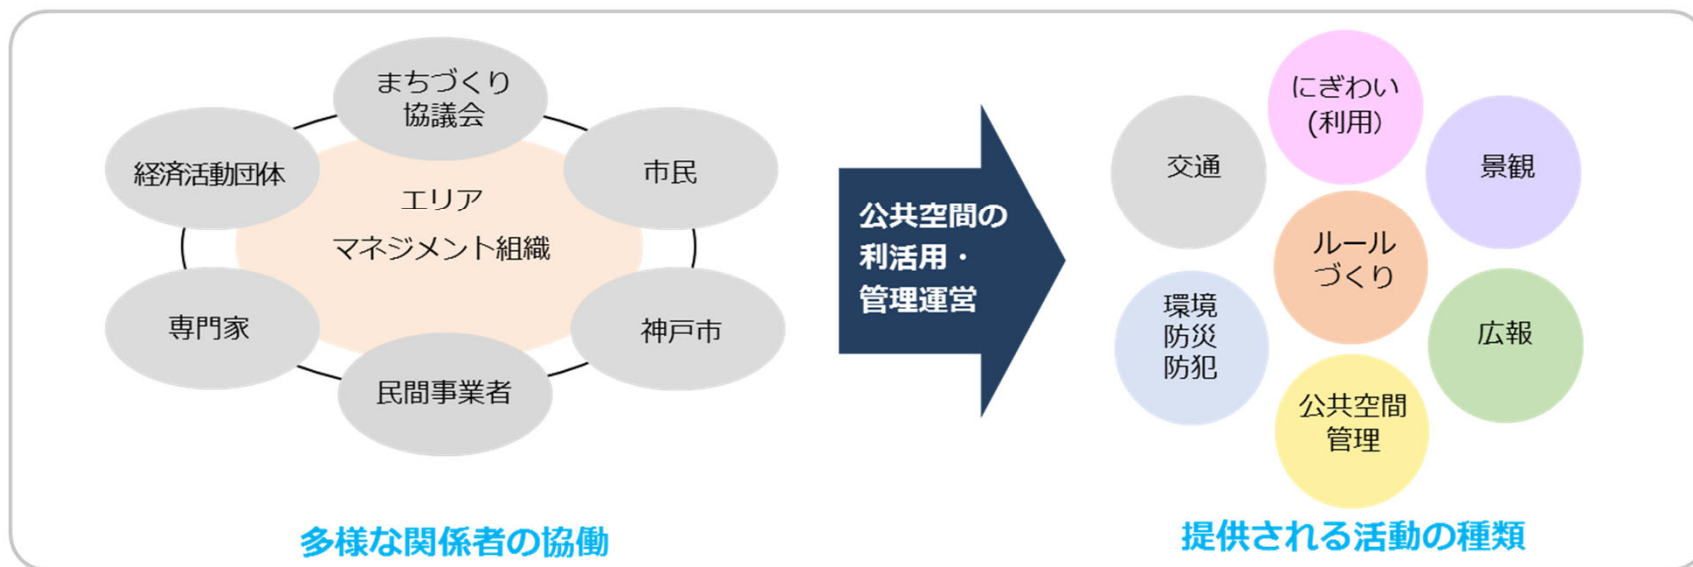 まちづくり
協議会
経済活動団体
市民
エリア
マネジメント組織
専門家
神戸市
民間事業者
多様な関係者の協働
公共空間の
利活用・
管理運営
にぎわい
(利用)
交通
景観
ルール
づくり
環境
防災
防犯
広報
公共空間
管理
提供される活動の種類